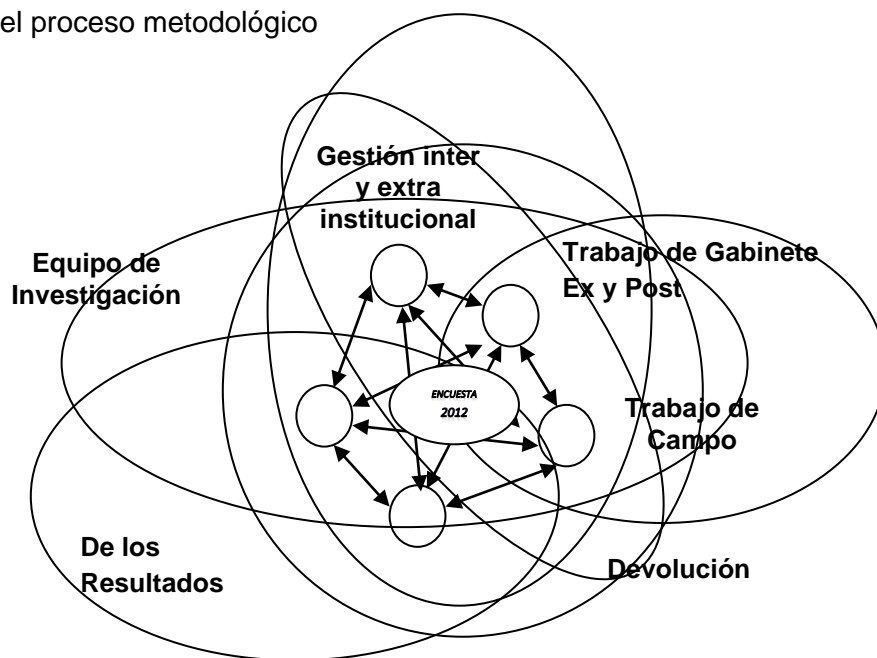 el proceso metodológico
Gestión inter
y extra
institucional
Equipo de
Investigación
Trabajo de Gabinete
Ex y Post
ENCUESTA
2012
Trabajo de
Campo
De los
Resultados
Devolución